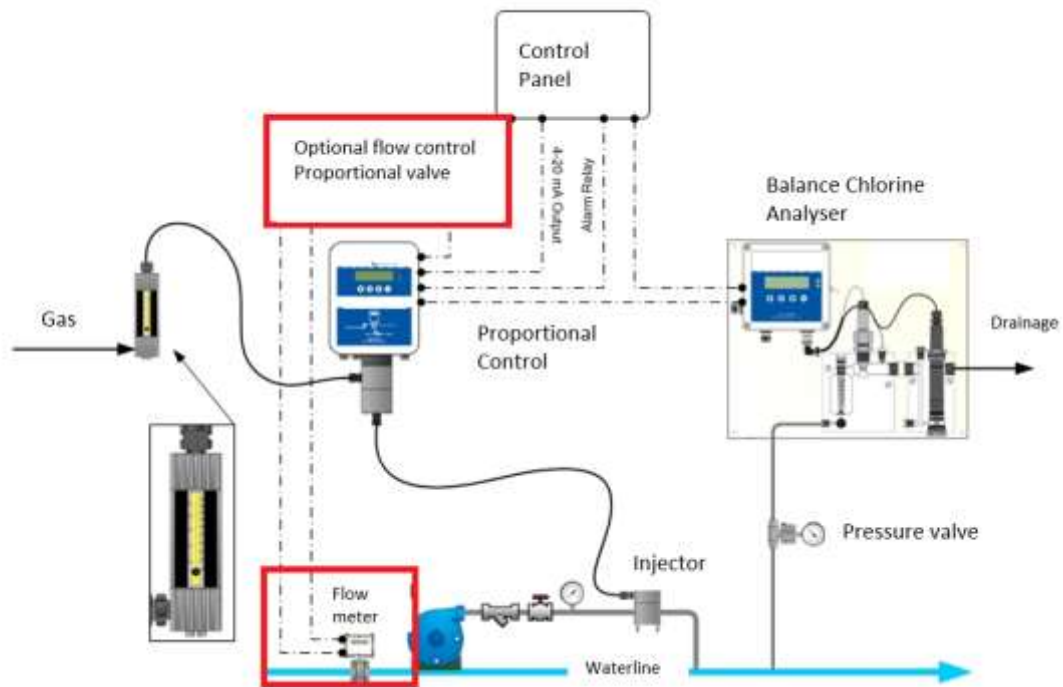 Control
Panel
Optional flow control
Proportional valve
4-20 mA Output
Alarm Relay
Balance Chlorine
Analyser
Gas
Proportional
Control
Drainage
Pressure valve
Injector
Flow
meter
Waterline